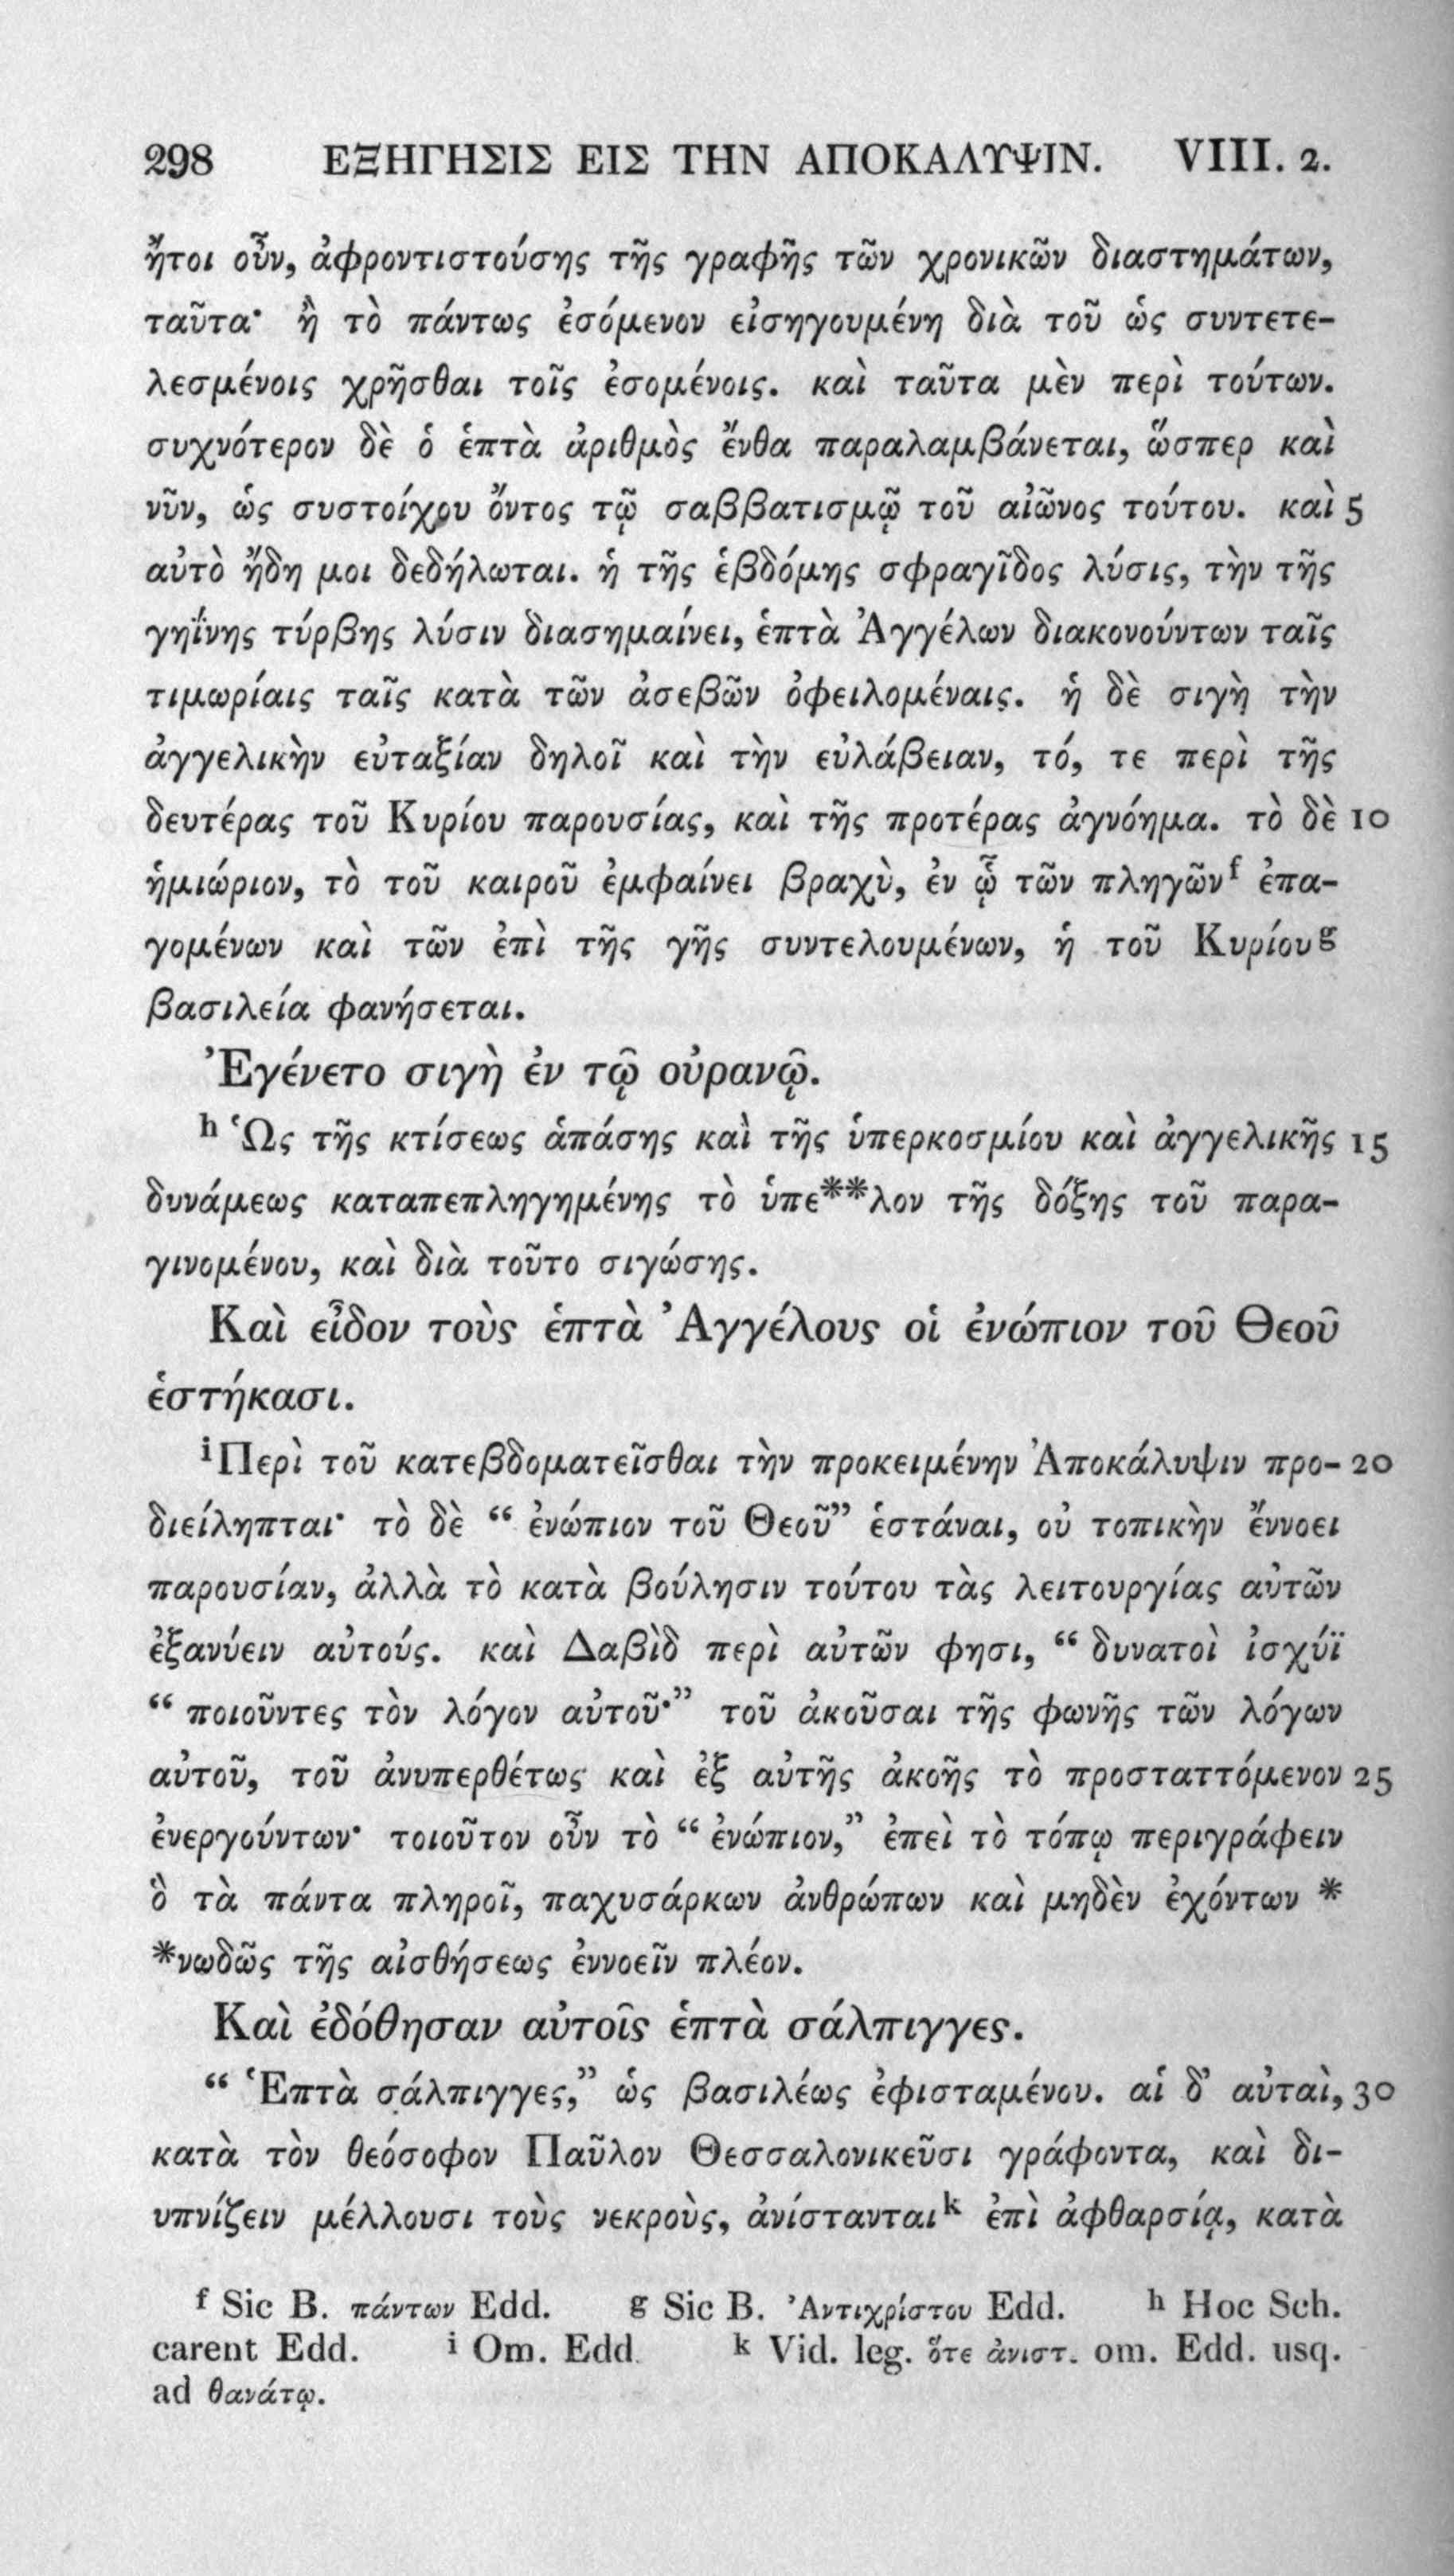 298 ΕΞΗΓΗΣΙΣ ΕΙΣ ΤΗΝ ΑΠΟΚΑΛΥΨΙΝ. VIII. 2.
ἤτοι οὖν, ἀφροντιστούσης τῆς γραφῆς τῶν χρονικῶν διαστημάτων,
ταῦτα· ἢ τὸ πάντως ἐσόμενον εἰσηγουμένη διὰ τοῦ ὡς συντετε-
λεσμένοις χρῆσθαι τοῖς ἐσομένοις. καὶ ταῦτα μὲν περὶ τούτων.
συχνότερον δὲ ὁ ἑπτὰ ἀριθμὸς ἔνθα παραλαμβάνεται, ὥσπερ καὶ
νῦν, ὡς συστοίχου ὄντος τῷ σαββατισμῷ τοῦ αἰῶνος τούτου. καὶ 5
αὐτὸ ἤδη μοι δεδήλωται. ἡ τῆς ἑβδόμης σφραγῖδος λύσις, τὴν τῆς
γηΐνης τύρβης λύσιν διασημαίνει, ἑπτὰ Ἀγγέλων διακονούντων ταῖς
τιμωρίαις ταῖς κατὰ τῶν ἀσεβῶν ὀφειλομέναις. ἡ δὲ σιγὴ τὴν
ἀγγελικὴν εὐταξίαν δηλοῖ καὶ τὴν εὐλάβειαν, τό, τε περὶ τῆς
δευτέρας τοῦ Κυρίου παρουσίας, καὶ τῆς προτέρας ἀγνόημα. τὸ δὲ 10
ἡμιώριον, τὸ τοῦ καιροῦ ἐμφαίνει βραχὺ, ἐν ᾧ τῶν πληγῶν f ἐπα-
γομένων καὶ τῶν ἐπὶ τῆς γῆς συντελουμένων, ἡ τοῦ Κυρίου g
βασιλεία φανήσεται.
Ἐγένετο σιγὴ ἐν τῷ οὐρανῷ.
h Ὡς τῆς κτίσεως ἁπάσης καὶ τῆς ὑπερκοσμίου καὶ ἀγγελικῆς 15
δυνάμεως καταπεπληγημένης τὸ ὑπε**λον τῆς δόξης τοῦ παρα-
γινομένου, καὶ διὰ τοῦτο σιγώσης.
Καὶ εἶδον τοὺς ἑπτὰ Ἀγγέλους οἱ ἐνώπιον τοῦ Θεοῦ
ἑστήκασι.
i Περὶ τοῦ κατεβδοματεῖσθαι τὴν προκειμένην Ἀποκάλυψιν προ- 20
διείληπται· τὸ δὲ “ ἐνώπιον τοῦ Θεοῦ” ἑστάναι, οὐ τοπικὴν ἔννοει
παρουσίαν, ἀλλὰ τὸ κατὰ βούλησιν τούτου τὰς λειτουργίας αὐτῶν
ἐξανύειν αὐτούς. καὶ Δαβὶδ περὶ αὐτῶν φησι, “ δυνατοὶ ἰσχύϊ
“ ποιοῦντες τὸν λόγον αὐτοῦ·” τοῦ ἀκοῦσαι τῆς φωνῆς τῶν λόγων
αὐτοῦ, τοῦ ἀνυπερθέτως καὶ ἐξ αὐτῆς ἀκοῆς τὸ προσταττόμενον 25
ἐνεργούντων· τοιοῦτον οὖν τὸ “ ἐνώπιον,” ἐπεὶ τὸ τόπῳ περιγράφειν
ὃ τὰ πάντα πληροῖ, παχυσάρκων ἀνθρώπων καὶ μηδὲν ἐχόντων *
*νωδῶς τῆς αἰσθήσεως ἐννοεῖν πλέον.
Καὶ ἐδόθησαν αὐτοῖς ἑπτὰ σάλπιγγες.
“ Ἑπτὰ σάλπιγγες,” ὡς βασιλέως ἐφισταμένου. αἱ δ’ αὐταὶ, 30
κατὰ τὸν θεόσοφον Παῦλον Θεσσαλονικεῦσι γράφοντα, καὶ δι-
υπνίζειν μέλλουσι τοὺς νεκροὺς, ἀνίστανται k ἐπὶ ἀφθαρσίᾳ, κατὰ
f Sic B. πάντων Edd. g Sic B. Ἀντιχρίστου Edd. h Hoc Sch.
carent Edd. i Om. Edd. k Vid. leg. ὅτε ἀνιστ. om. Edd. usq.
ad θανάτῳ.